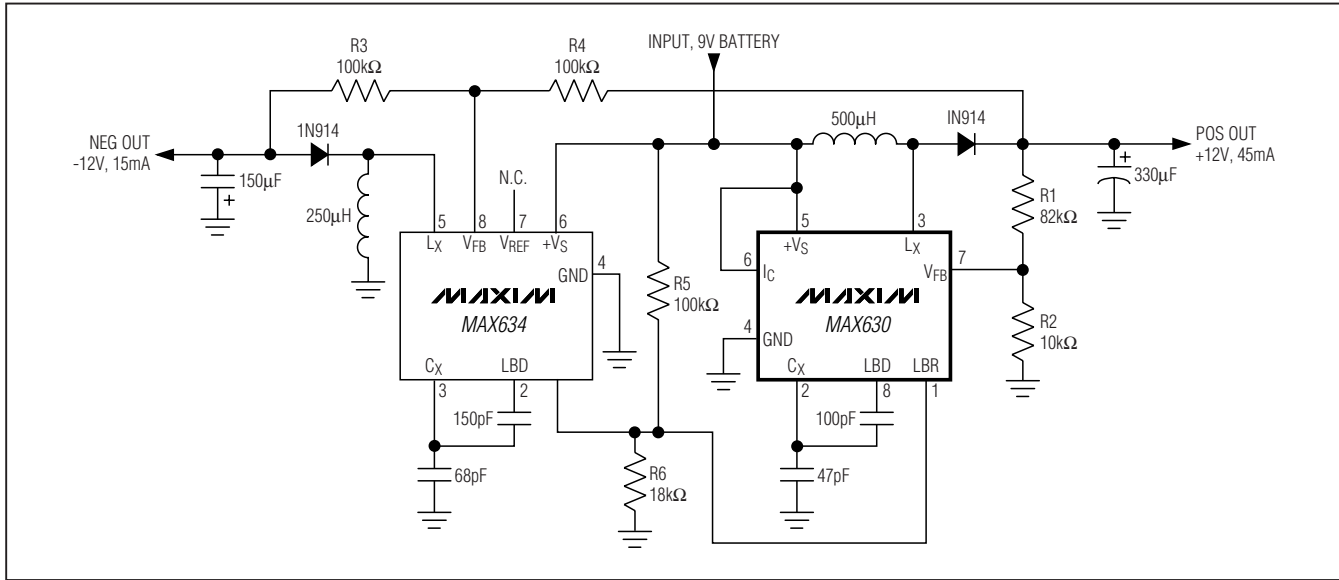 INPUT, 9V BATTERY
R3
100kΩ
R4
100kΩ
500μH
IN914
1N914
NEG OUT
-12V, 15mA
150μF
+
250μH
N.C.
5
8
7
6
LX
VFB
VREF
+VS
GND
4
MAXIM
MAX634
CX
LBD
3
2
150pF
68pF
R5
100kΩ
R6
18kΩ
5
3
+VS
LX
6
IC
VFB
7
MAXIM
MAX630
4
GND
CX
LBD
LBR
2
8
1
100pF
47pF
POS OUT
+12V, 45mA
+
330μF
R1
82kΩ
R2
10kΩ